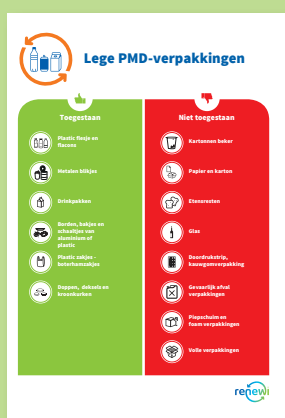 Lege PMD-verpakkingen
Toegestaan
Plastic flesje en
flacons
Metalen blikjes
Drinkpakken
Borden, bakjes en
schaaltjes van
aluminium of
plastic
Plastic zakjes -
boterhamzakjes
Doppen, deksels en
kroonkurken
Niet toegestaan
Kartonnen beker
Papier en karton
Etensresten
Glas
Doordrukstrip,
kauwgomverpakking
Gevaarlijk afval
verpakkingen
Piepschuim en
foam verpakkingen
Volle verpakkingen
renewi